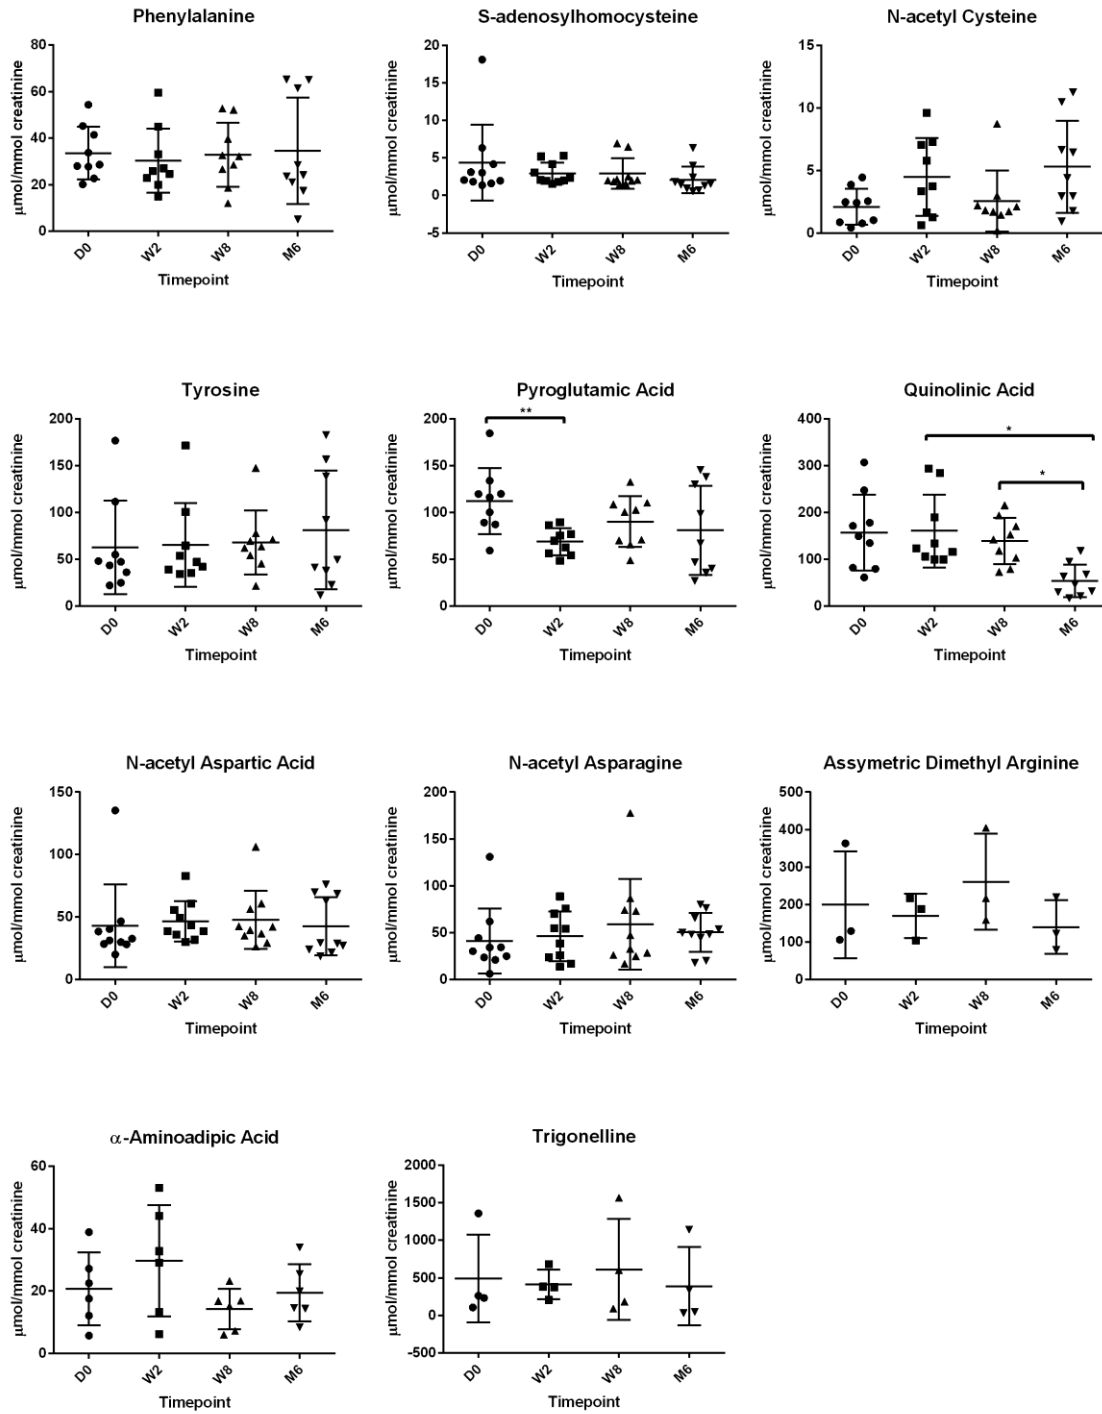 Phenylalanine
80
60
40
20
0
μmol/mmol creatinine
D0 W2 W8 M6
Timepoint
S-adenosylhomocysteine
20
15
10
5
0
-5
μmol/mmol creatinine
D0 W2 W8 M6
Timepoint
N-acetyl Cysteine
15
10
5
0
μmol/mmol creatinine
D0 W2 W8 M6
Timepoint
Tyrosine
200
150
100
50
0
μmol/mmol creatinine
D0 W2 W8 M6
Timepoint
Pyroglutamic Acid
200
150
100
50
0
**
μmol/mmol creatinine
D0 W2 W8 M6
Timepoint
Quinolinic Acid
400
300
200
100
0
*
*
μmol/mmol creatinine
D0 W2 W8 M6
Timepoint
N-acetyl Aspartic Acid
150
100
50
0
μmol/mmol creatinine
D0 W2 W8 M6
Timepoint
N-acetyl Asparagine
200
150
100
50
0
μmol/mmol creatinine
D0 W2 W8 M6
Timepoint
Assymetric Dimethyl Arginine
500
400
300
200
100
0
μmol/mmol creatinine
D0 W2 W8 M6
Timepoint
α-Aminoadipic Acid
60
40
20
0
μmol/mmol creatinine
D0 W2 W8 M6
Timepoint
Trigonelline
2000
1500
1000
500
0
-500
μmol/mmol creatinine
D0 W2 W8 M6
Timepoint